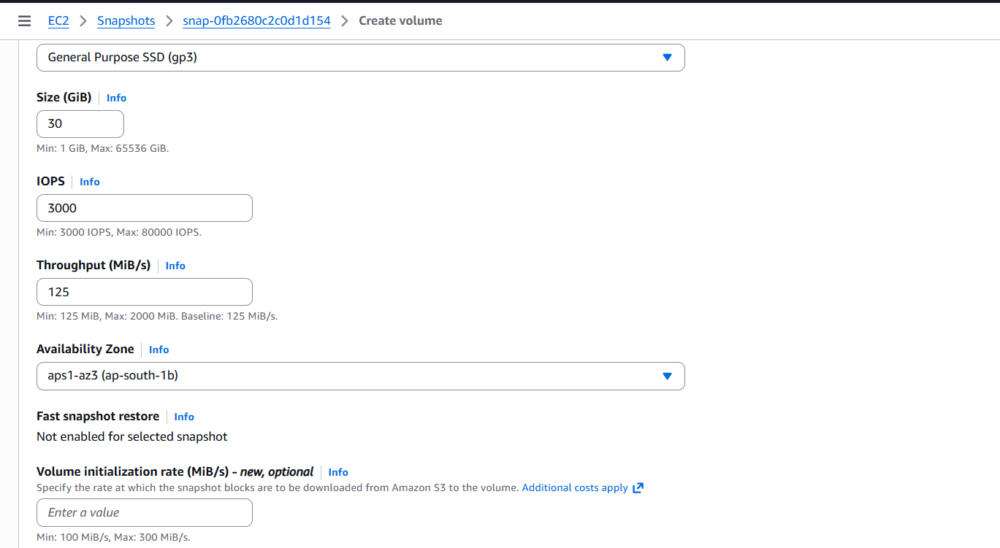 EC2 > Snapshots > snap-0fb2680c2c0d1d154 > Create volume
General Purpose SSD (gp3)
Size (GiB) | Info
30
Min: 1 GiB, Max: 65536 GiB.
IOPS | Info
3000
Min: 3000 IOPS, Max: 80000 IOPS.
Throughput (MiB/s) | Info
125
Min: 125 MiB, Max: 2000 MiB. Baseline: 125 MiB/s.
Availability Zone | Info
aps1-az3 (ap-south-1b)
Fast snapshot restore | Info
Not enabled for selected snapshot
Volume initialization rate (MiB/s) - new, optional | Info
Specify the rate at which the snapshot blocks are to be downloaded from Amazon S3 to the volume. Additional costs apply
Enter a value
Min: 100 MiB/s, Max: 300 MiB/s.